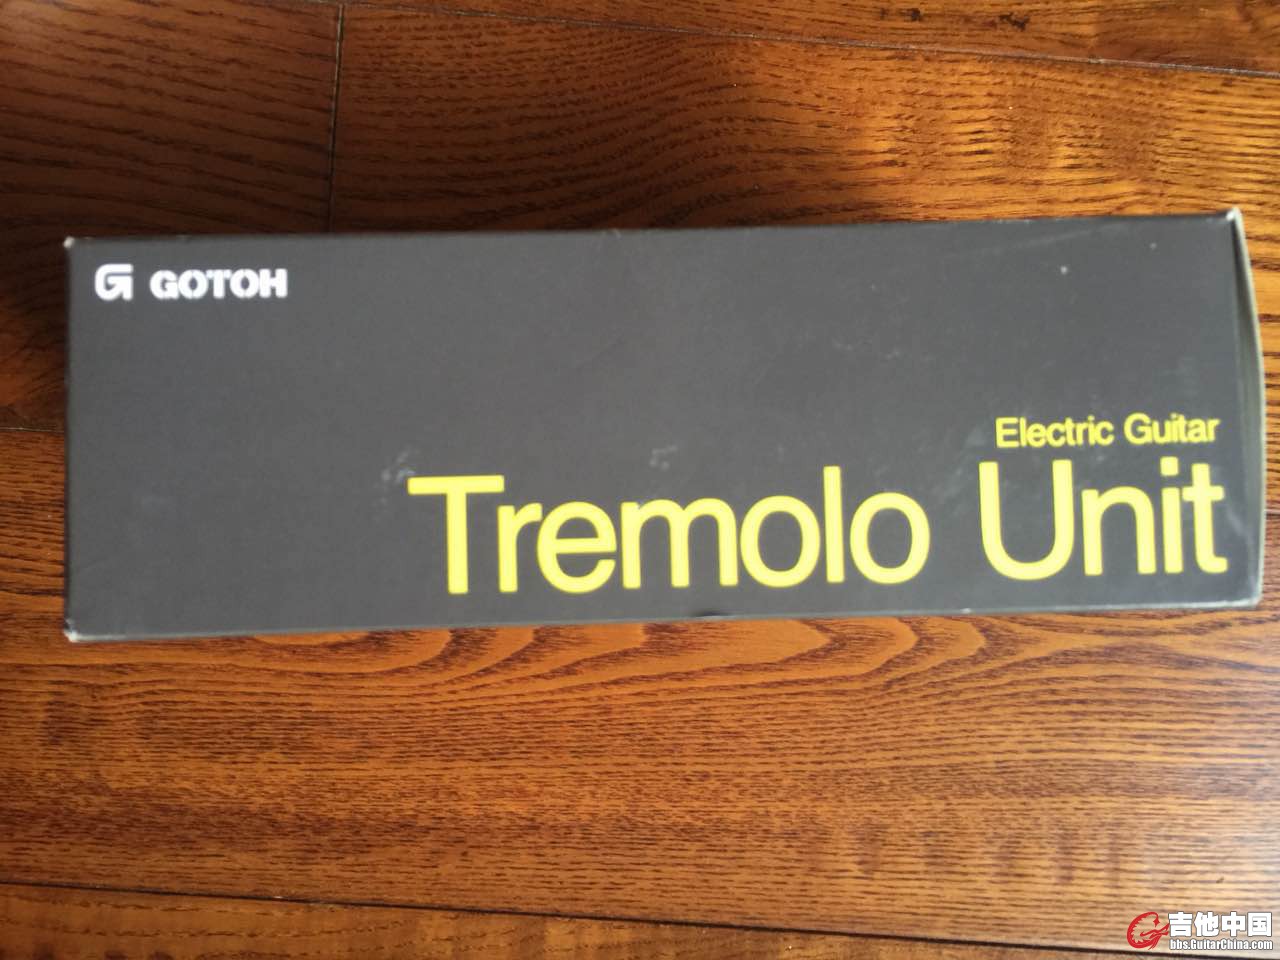 GOTOH
Electric Guitar
Tremolo Unit
吉他中国
bbs.GuitarChina.com